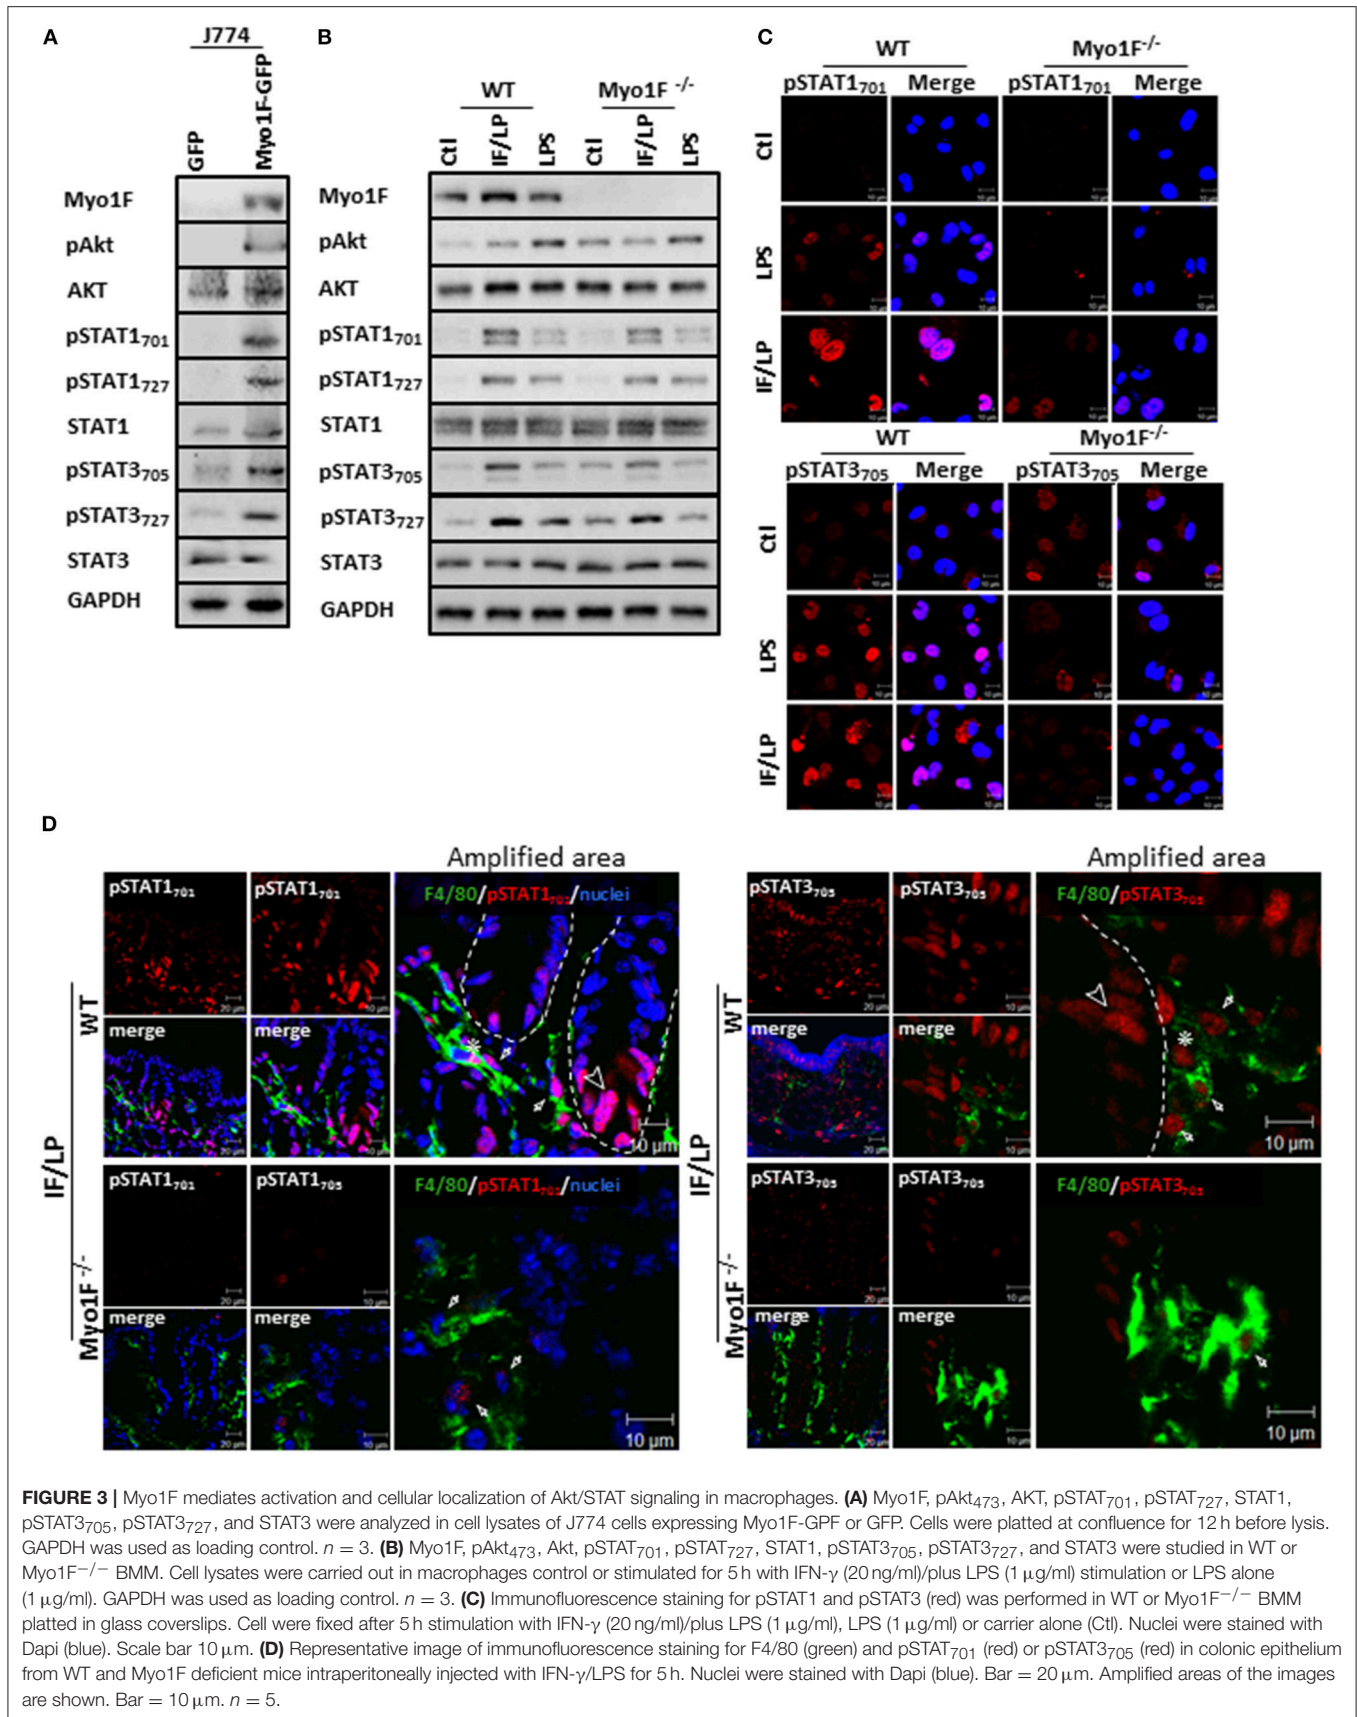 A
J774
GFP
Myo1F-GFP
Myo1F
pAkt
AKT
pSTAT1701
pSTAT1727
STAT1
pSTAT3705
pSTAT3727
STAT3
GAPDH
B
WT
Myo1F -/-
Ctl
IF/LP
LPS
Ctl
IF/LP
LPS
Myo1F
pAkt
AKT
pSTAT1701
pSTAT1727
STAT1
pSTAT3705
pSTAT3727
STAT3
GAPDH
C
WT
Myo1F-/-
pSTAT1701 Merge pSTAT1701 Merge
Ctl
LPS
IF/LP
WT
Myo1F-/-
pSTAT3705 Merge pSTAT3705 Merge
Ctl
LPS
IF/LP
D
Amplified area
pSTAT1701
pSTAT1701
F4/80/pSTAT1701/nuclei
merge
merge
10 µm
pSTAT1701
pSTAT1705
F4/80/pSTAT1701/nuclei
merge
merge
10 µm
WT
IF/LP
Myo1F -/-
Amplified area
pSTAT3705
pSTAT3705
F4/80/pSTAT3705
merge
merge
10 µm
pSTAT3705
pSTAT3705
F4/80/pSTAT3705
merge
merge
10 µm
WT
IF/LP
Myo1F -/-
FIGURE 3 | Myo1F mediates activation and cellular localization of Akt/STAT signaling in macrophages. (A) Myo1F, pAkt473, AKT, pSTAT701, pSTAT727, STAT1,
pSTAT3705, pSTAT3727, and STAT3 were analyzed in cell lysates of J774 cells expressing Myo1F-GPF or GFP. Cells were platted at confluence for 12 h before lysis.
GAPDH was used as loading control. n = 3. (B) Myo1F, pAkt473, Akt, pSTAT701, pSTAT727, STAT1, pSTAT3705, pSTAT3727, and STAT3 were studied in WT or
Myo1F−/− BMM. Cell lysates were carried out in macrophages control or stimulated for 5 h with IFN-γ (20 ng/ml)/plus LPS (1 µg/ml) stimulation or LPS alone
(1 µg/ml). GAPDH was used as loading control. n = 3. (C) Immunofluorescence staining for pSTAT1 and pSTAT3 (red) was performed in WT or Myo1F−/− BMM
platted in glass coverslips. Cell were fixed after 5 h stimulation with IFN-γ (20 ng/ml)/plus LPS (1 µg/ml), LPS (1 µg/ml) or carrier alone (Ctl). Nuclei were stained with
Dapi (blue). Scale bar 10 µm. (D) Representative image of immunofluorescence staining for F4/80 (green) and pSTAT701 (red) or pSTAT3705 (red) in colonic epithelium
from WT and Myo1F deficient mice intraperitoneally injected with IFN-γ/LPS for 5 h. Nuclei were stained with Dapi (blue). Bar = 20 µm. Amplified areas of the images
are shown. Bar = 10 µm. n = 5.